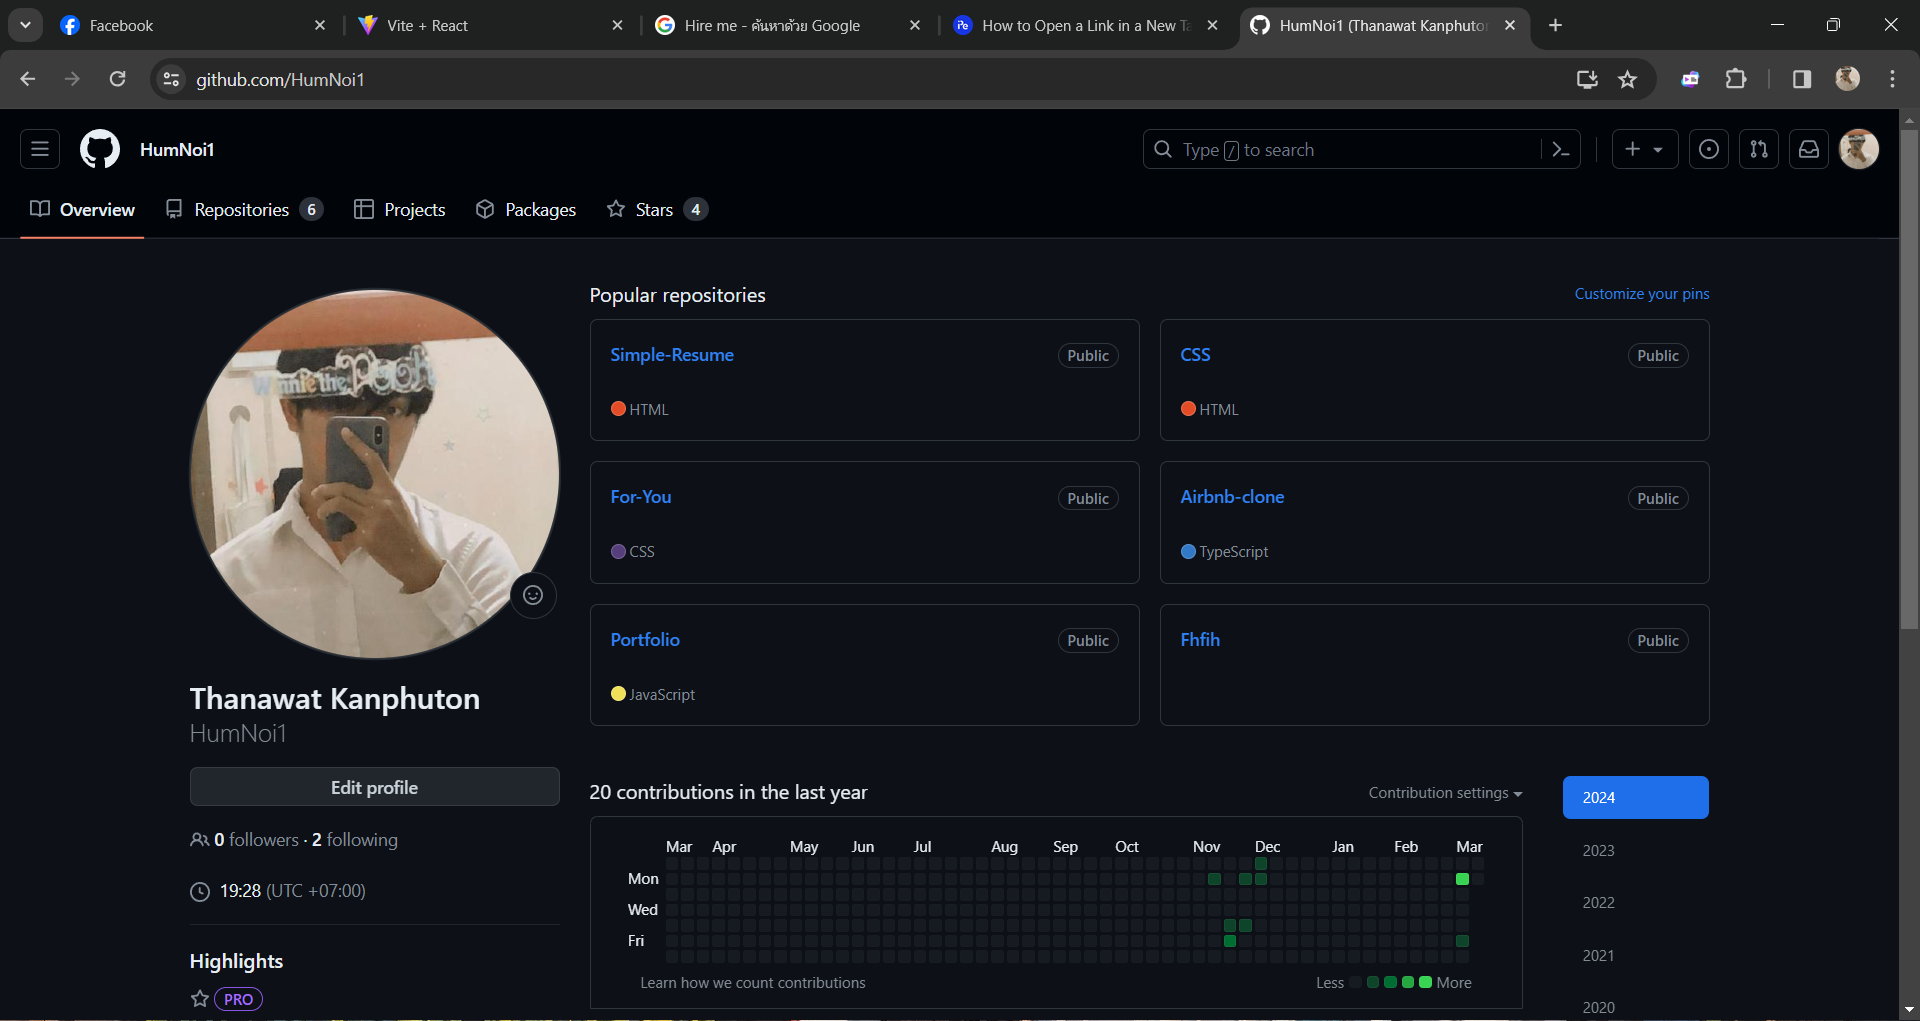 Facebook
Vite + React
Hire me - ค้นหาด้วย Google
How to Open a Link in a New Ta
HumNoi1 (Thanawat Kanphuton
github.com/HumNoi1
HumNoi1
Type / to search
Overview
Repositories 6
Projects
Packages
Stars 4
Winnie the Pooh
Popular repositories
Customize your pins
Simple-Resume Public
HTML
CSS Public
HTML
For-You Public
CSS
Airbnb-clone Public
TypeScript
Portfolio Public
JavaScript
Fhfih Public
Thanawat Kanphuton
HumNoi1
Edit profile
0 followers · 2 following
19:28 (UTC +07:00)
Highlights
PRO
20 contributions in the last year
Contribution settings
Mar Apr May Jun Jul Aug Sep Oct Nov Dec Jan Feb Mar
Mon
Wed
Fri
Learn how we count contributions
Less More
2024
2023
2022
2021
2020